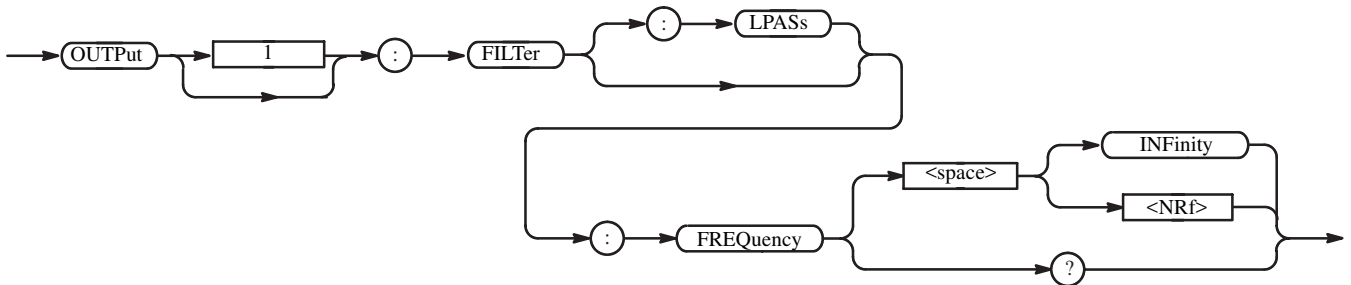 : LPASs
OUTPut 1 : FILTer
<space> INFinity
<NRf>
: FREQuency
?